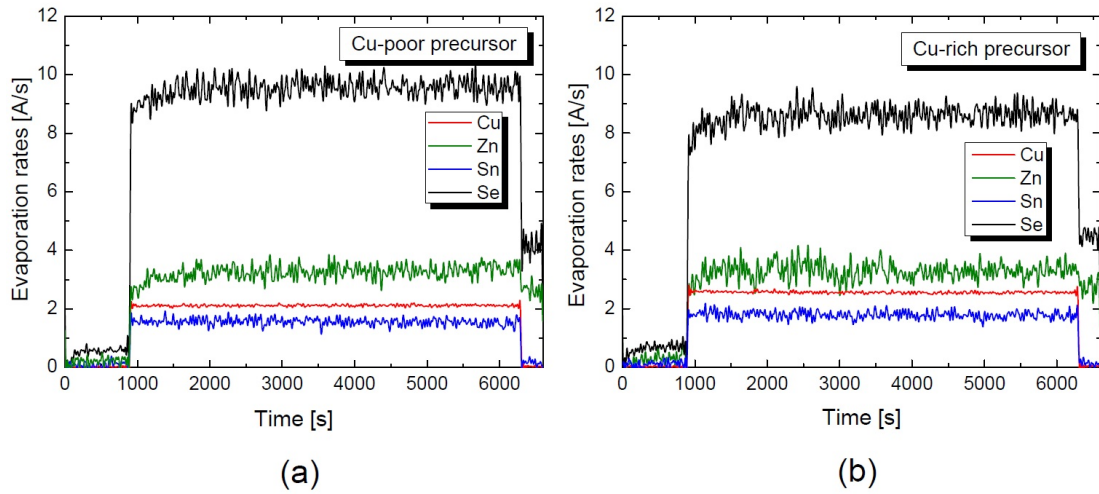 Cu-poor precursor
Evaporation rates [A/s]
12
10
8
6
4
2
0
Cu
Zn
Sn
Se
0 1000 2000 3000 4000 5000 6000
Time [s]
(a)
Cu-rich precursor
Evaporation rates [A/s]
12
10
8
6
4
2
0
Cu
Zn
Sn
Se
0 1000 2000 3000 4000 5000 6000
Time [s]
(b)